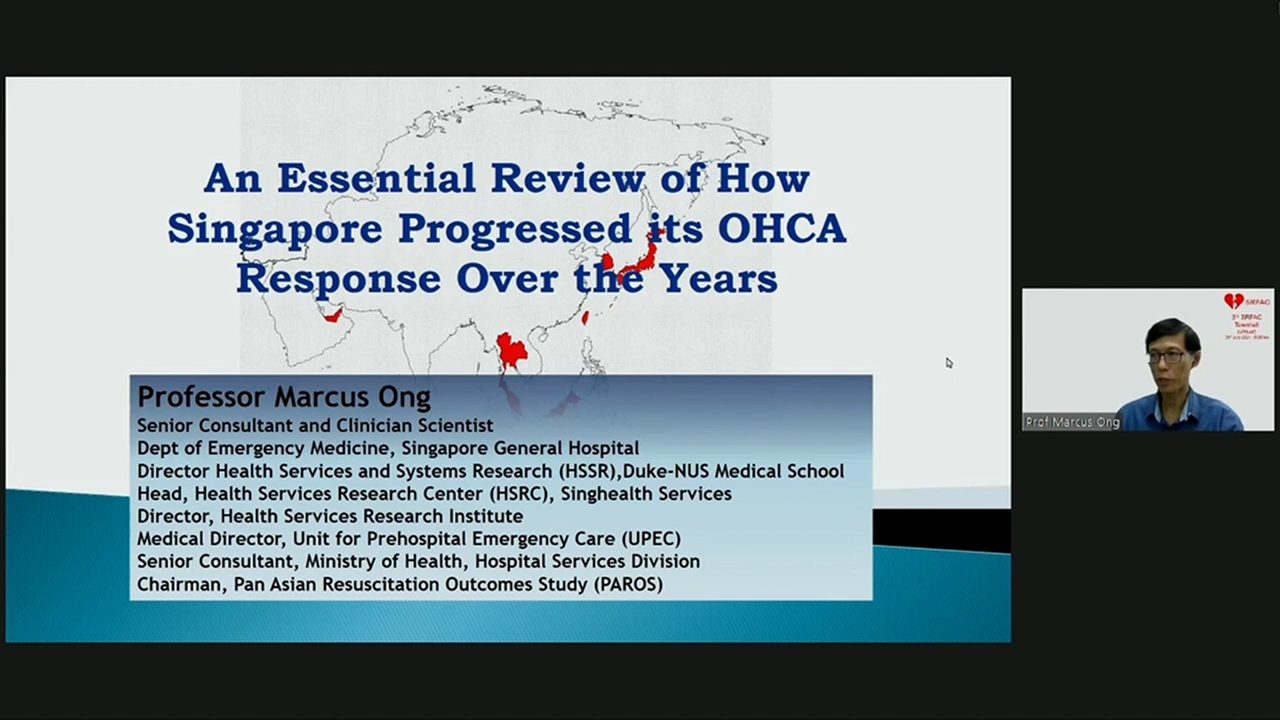 An Essential Review of How
Singapore Progressed its OHCA
Response Over the Years
Professor Marcus Ong
Senior Consultant and Clinician Scientist
Dept of Emergency Medicine, Singapore General Hospital
Director Health Services and Systems Research (HSSR),Duke-NUS Medical School
Head, Health Services Research Center (HSRC), Singhealth Services
Director, Health Services Research Institute
Medical Director, Unit for Prehospital Emergency Care (UPEC)
Senior Consultant, Ministry of Health, Hospital Services Division
Chairman, Pan Asian Resuscitation Outcomes Study (PAROS)
SRFAC
SRFAC
Townhall
(Virtual)
Prof Marcus Ong